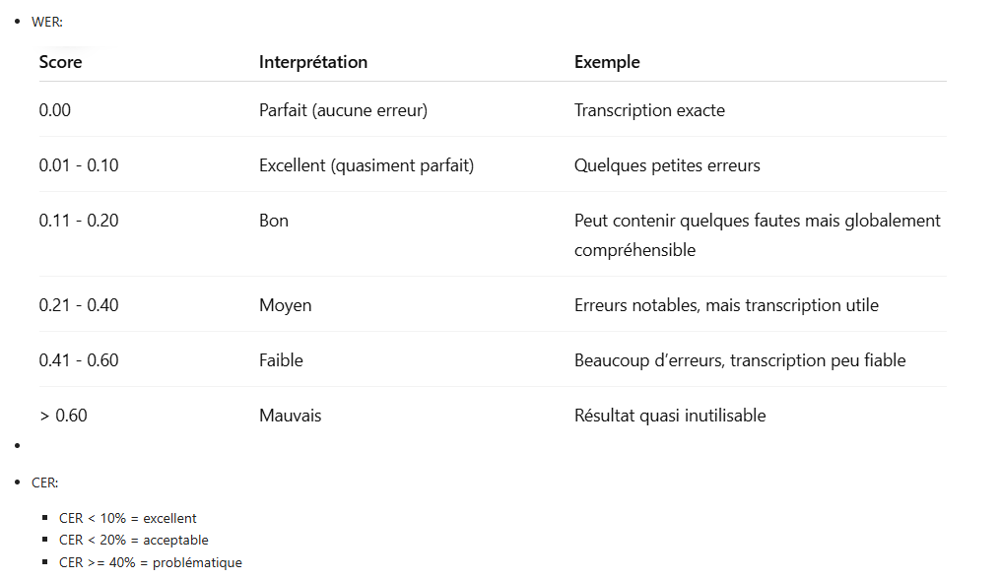 WER:
Score Interprétation Exemple
0.00 Parfait (aucune erreur) Transcription exacte
0.01 - 0.10 Excellent (quasiment parfait) Quelques petites erreurs
0.11 - 0.20 Bon Peut contenir quelques fautes mais globalement
compréhensible
0.21 - 0.40 Moyen Erreurs notables, mais transcription utile
0.41 - 0.60 Faible Beaucoup d’erreurs, transcription peu fiable
> 0.60 Mauvais Résultat quasi inutilisable
CER:
CER < 10% = excellent
CER < 20% = acceptable
CER >= 40% = problématique